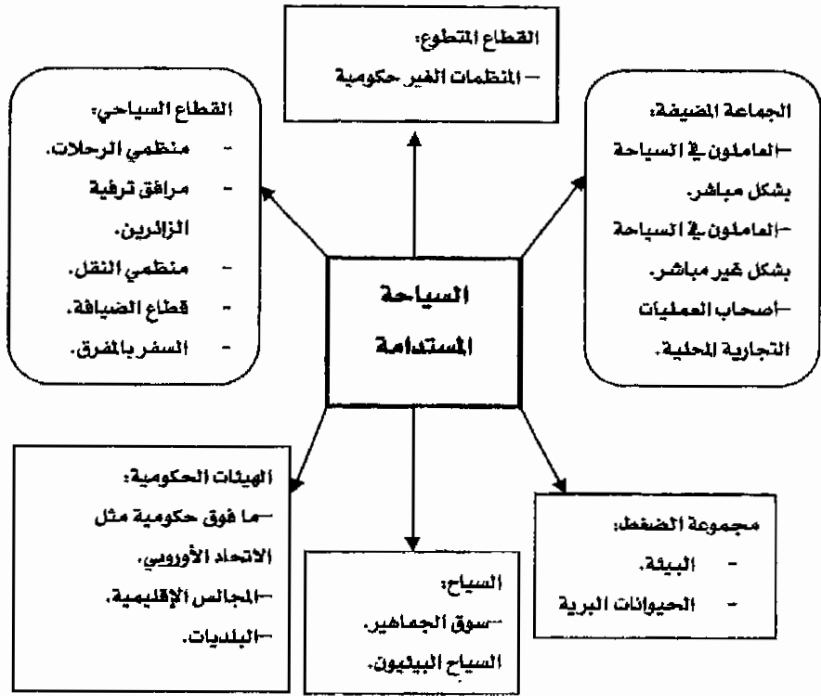 القطاع المتطوع:
– المنظمات الغير حكومية
الجماعة المضيفة:
–العاملون في السياحة
بشكل مباشر.
–العاملون في السياحة
بشكل غير مباشر.
–أصحاب العمليات
التجارية المحلية.
القطاع السياحي:
- منظمي الرحلات.
- مرافق ترفية
الزائرين.
- منظمي النقل.
- قطاع الضيافة.
- السفر بالمفرق.
السياحة
المستدامة
مجموعة الضغط:
- البيئة.
- الحيوانات البرية
السياح:
–سوق الجماهير.
السياح البيئيون.
الهيئات الحكومية:
–ما فوق حكومية مثل
الاتحاد الأوروبي.
–المجالس الإقليمية.
–البلديات.